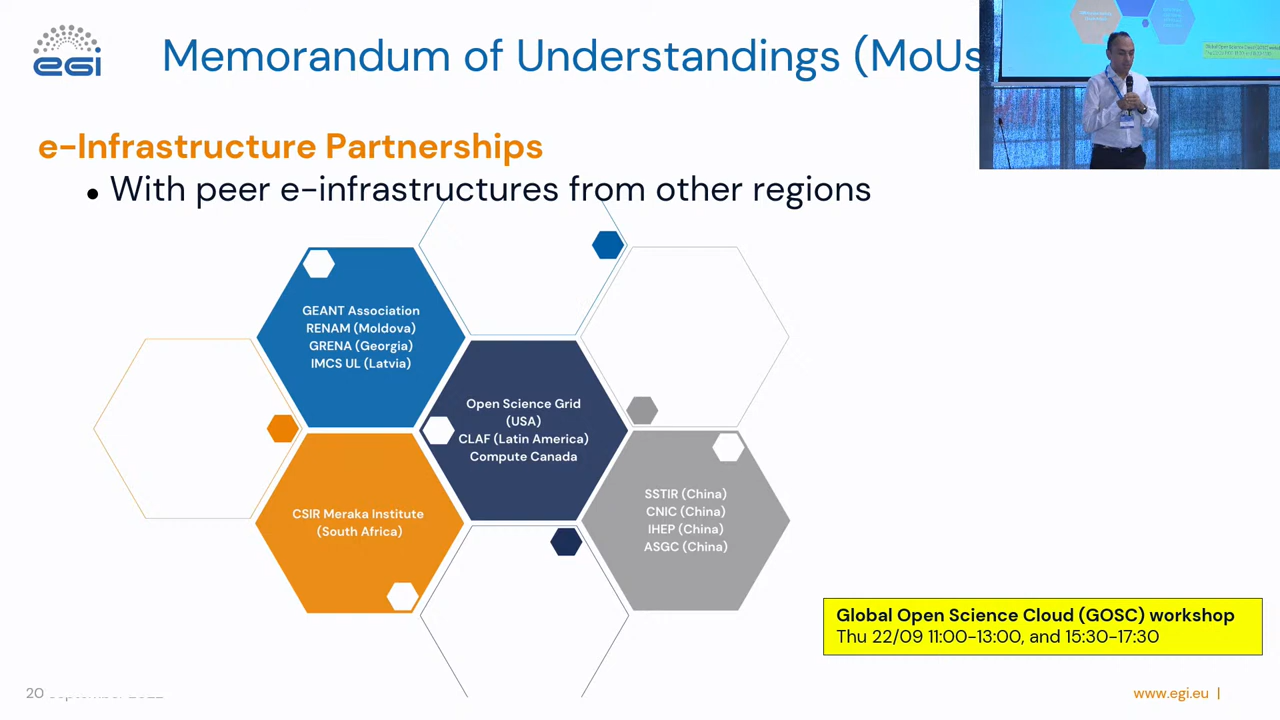 EGI
Memorandum of Understandings (MoUs
e-Infrastructure Partnerships
• With peer e-infrastructures from other regions
GEANT Association
RENAM (Moldova)
GRENA (Georgia)
IMCS UL (Latvia)
Open Science Grid
(USA)
CLAF (Latin America)
Compute Canada
CSIR Meraka Institute
(South Africa)
SSTIR (China)
CNIC (China)
IHEP (China)
ASGC (China)
Global Open Science Cloud (GOSC) workshop
Thu 22/09 11:00-13:00, and 15:30-17:30
20
www.egi.eu |